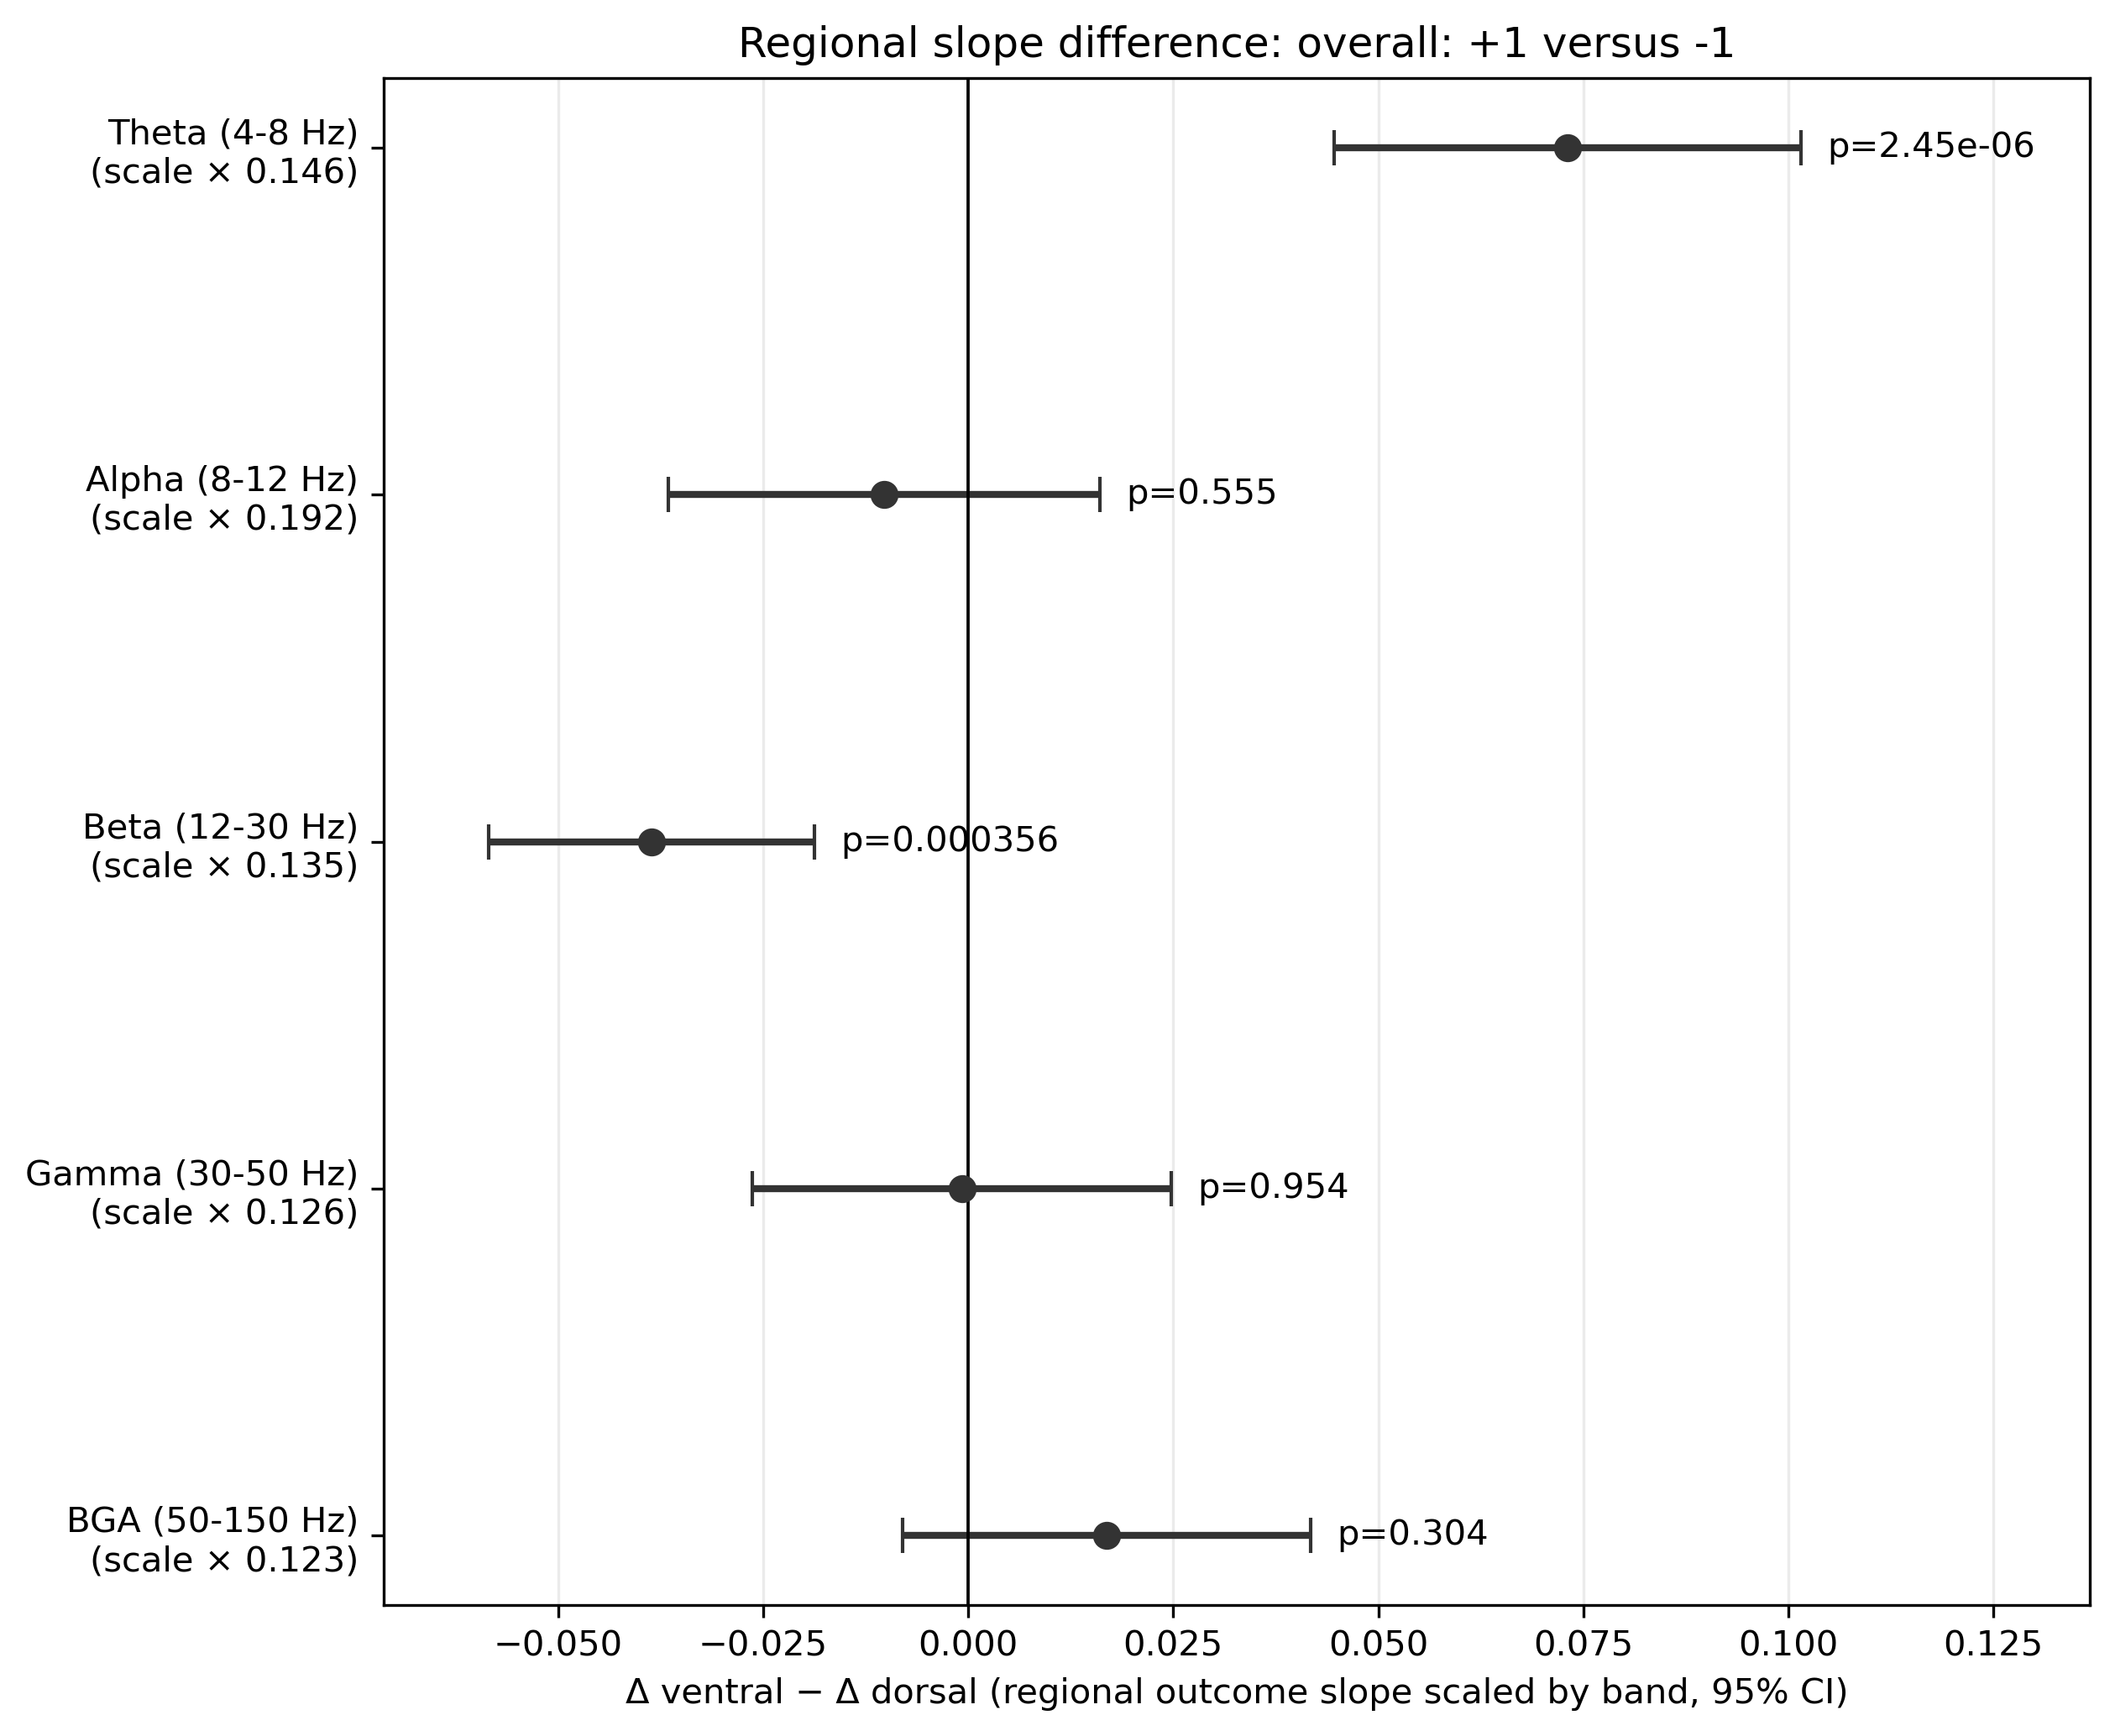 Regional slope difference: overall: +1 versus -1
Theta (4-8 Hz)
(scale × 0.146)
p=2.45e-06
Alpha (8-12 Hz)
(scale × 0.192)
p=0.555
Beta (12-30 Hz)
(scale × 0.135)
p=0.000356
Gamma (30-50 Hz)
(scale × 0.126)
p=0.954
BGA (50-150 Hz)
(scale × 0.123)
p=0.304
−0.050 −0.025 0.000 0.025 0.050 0.075 0.100 0.125
Δ ventral − Δ dorsal (regional outcome slope scaled by band, 95% CI)